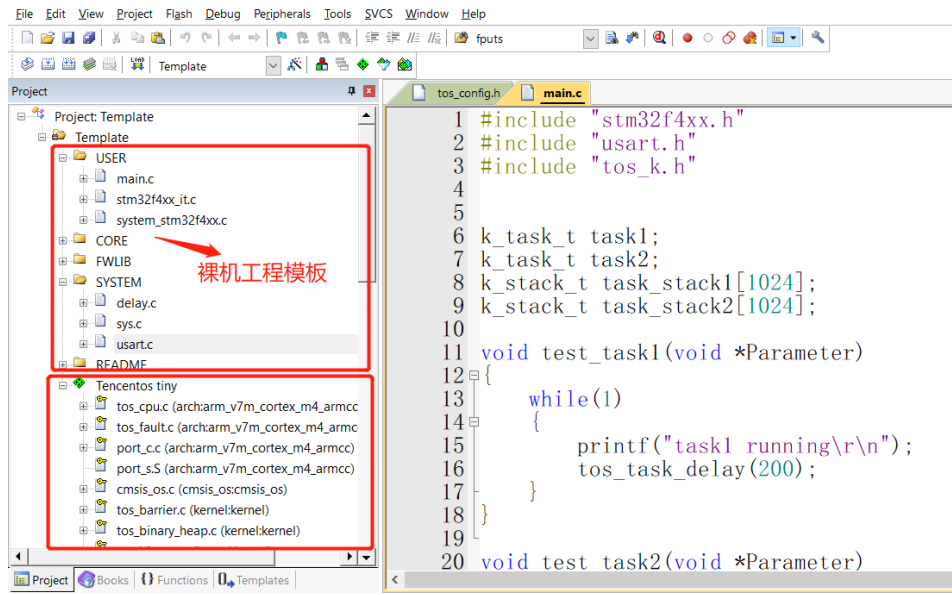 File Edit View Project Flash Debug Peripherals Tools SVCS Window Help
fputs
LOAD Template
Project
tos_config.h main.c
Project: Template
Template
USER
main.c
stm32f4xx_it.c
system_stm32f4xx.c
CORE
FWLIB
SYSTEM
delay.c
sys.c
usart.c
README
裸机工程模板
Tencentos tiny
tos_cpu.c (arch:arm_v7m_cortex_m4_armcc
tos_fault.c (arch:arm_v7m_cortex_m4_armc
port_c.c (arch:arm_v7m_cortex_m4_armcc)
port_s.S (arch:arm_v7m_cortex_m4_armcc)
cmsis_os.c (cmsis_os:cmsis_os)
tos_barrier.c (kernel:kernel)
tos_binary_heap.c (kernel:kernel)
Project Books {} Functions 0 Templates
1 #include "stm32f4xx.h"
2 #include "usart.h"
3 #include "tos_k.h"
4
5
6 k_task_t task1;
7 k_task_t task2;
8 k_stack_t task_stack1[1024];
9 k_stack_t task_stack2[1024];
10
11 void test_task1(void *Parameter)
12 {
13 while(1)
14 {
15 printf("task1 running\r\n");
16 tos_task_delay(200);
17 }
18 }
19
20 void test_task2(void *Parameter)